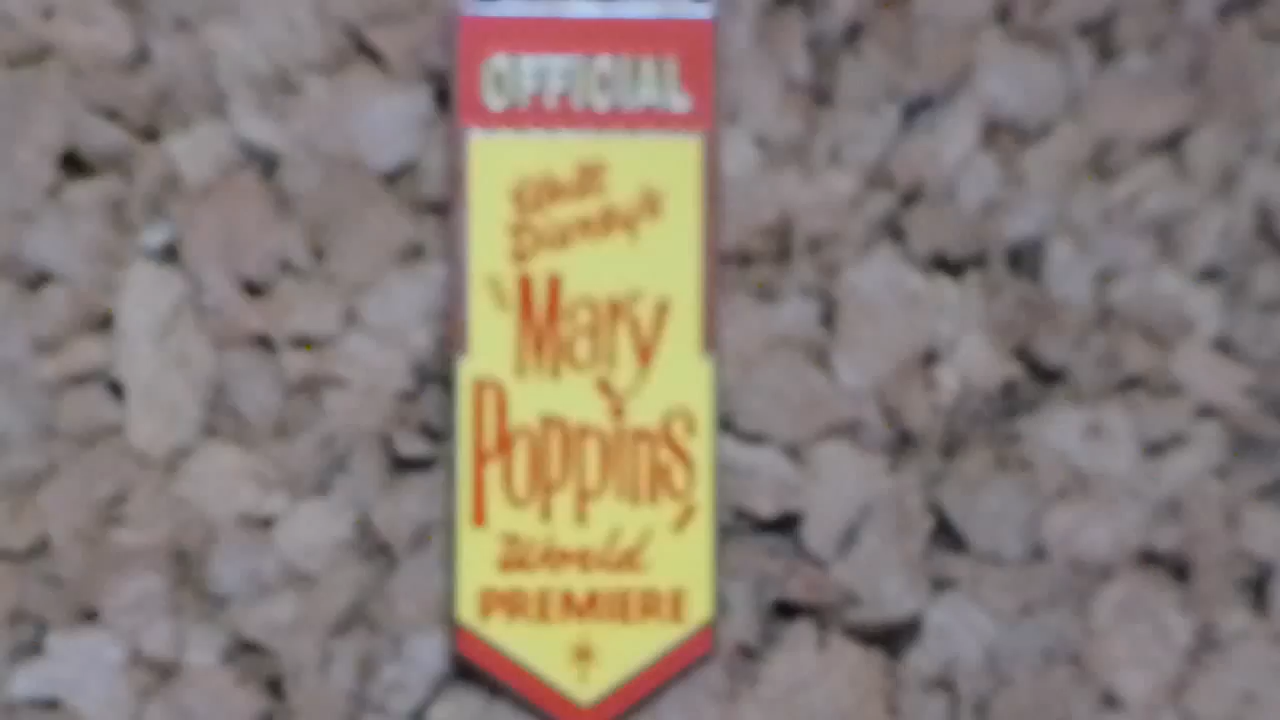 OFFICIAL
Walt
Disney's
"Mary
Poppins"
World
PREMIERE